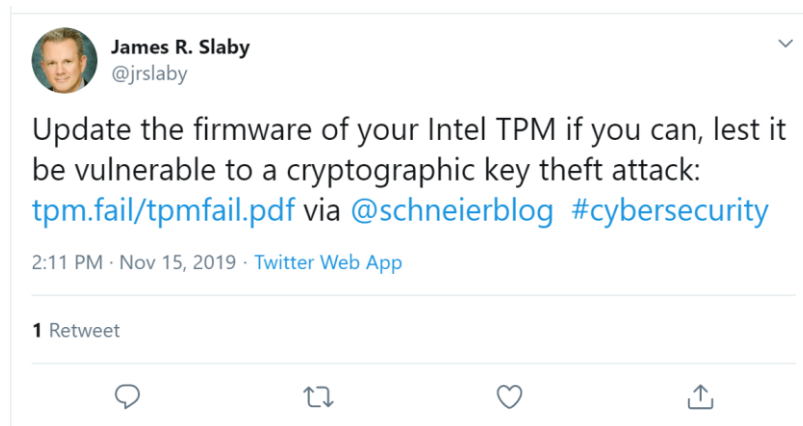 James R. Slaby
@jrslaby
Update the firmware of your Intel TPM if you can, lest it
be vulnerable to a cryptographic key theft attack:
tpm.fail/tpmfail.pdf via @schneierblog #cybersecurity
2:11 PM · Nov 15, 2019 · Twitter Web App
1 Retweet